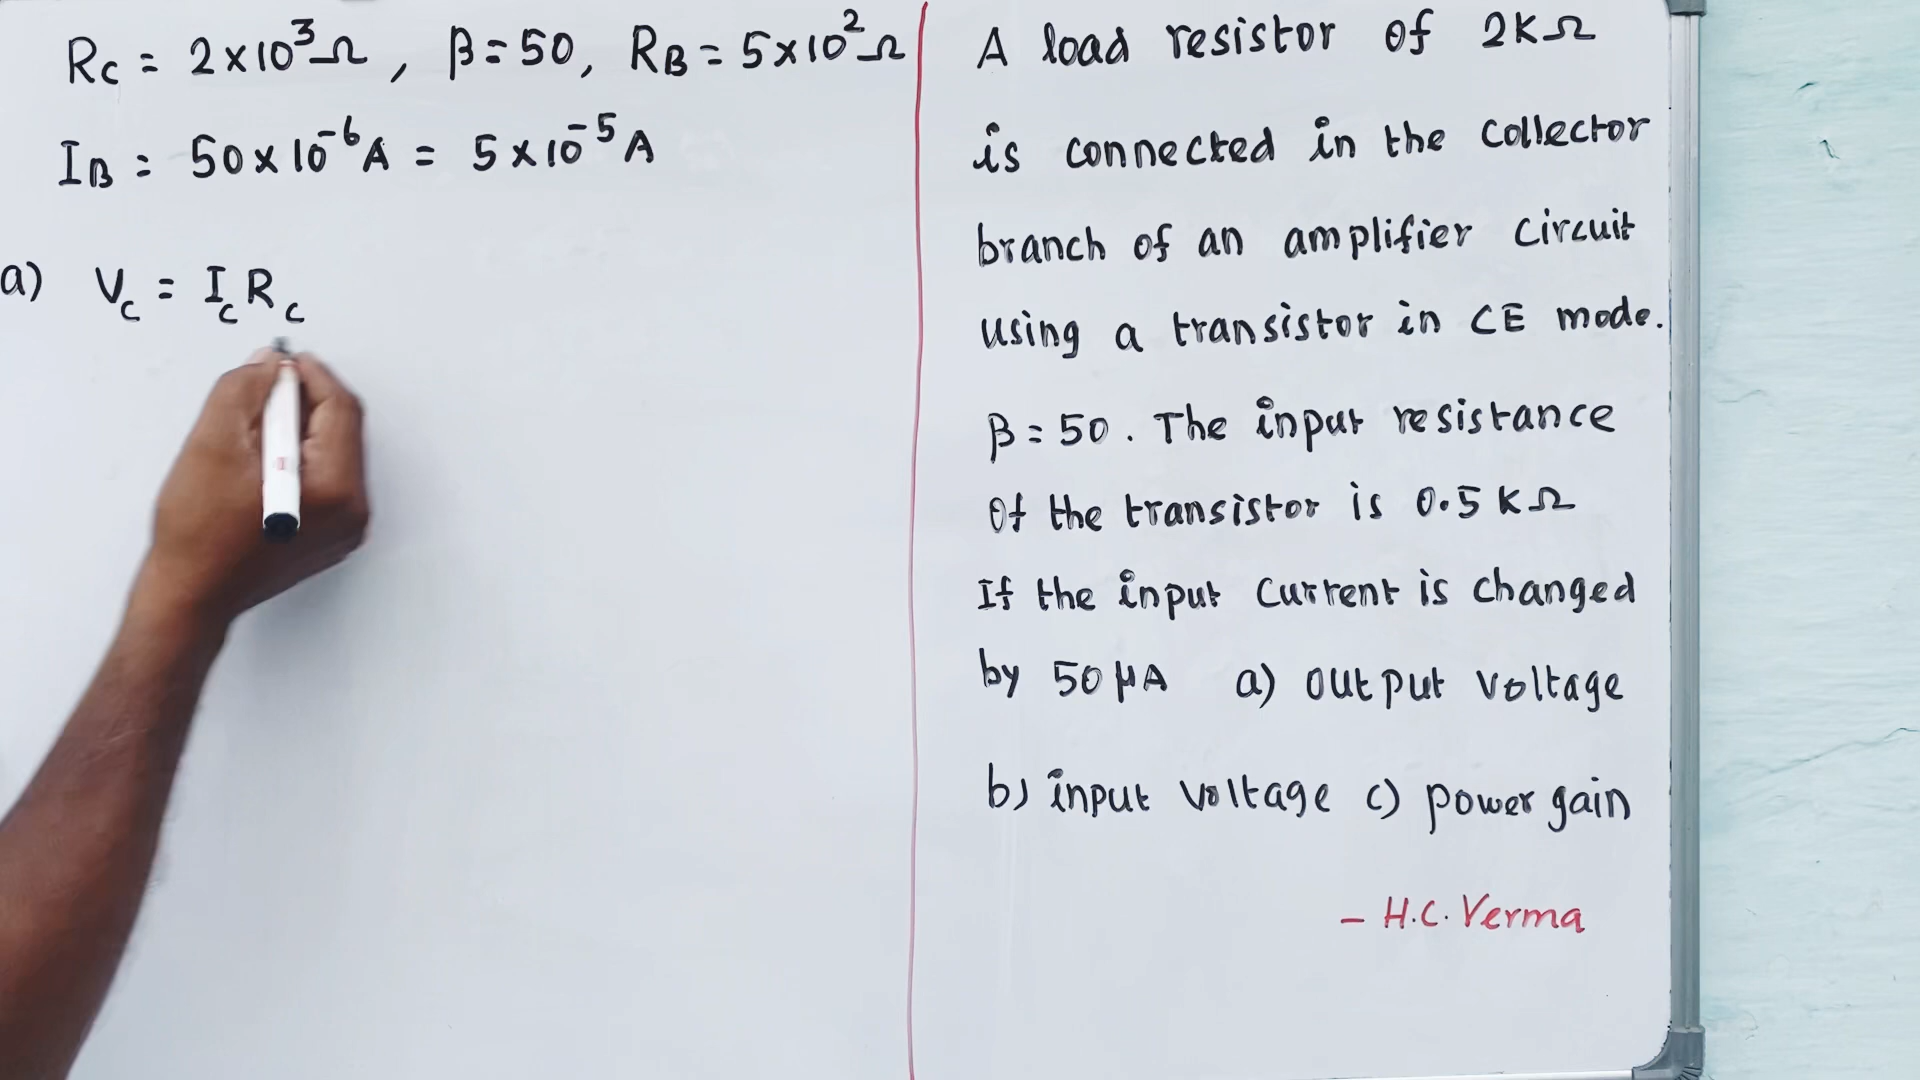 Rc = 2×10³Ω , β=50, RB = 5×10²Ω
IB = 50×10⁻⁶A = 5×10⁻⁵A
a) Vc = IcRc
A load resistor of 2KΩ
is connected in the collector
branch of an amplifier circuit
using a transistor in CE mode.
β=50. The input resistance
of the transistor is 0.5kΩ
If the input current is changed
by 50μA a) output voltage
b) input voltage c) power gain
- H.C. Verma